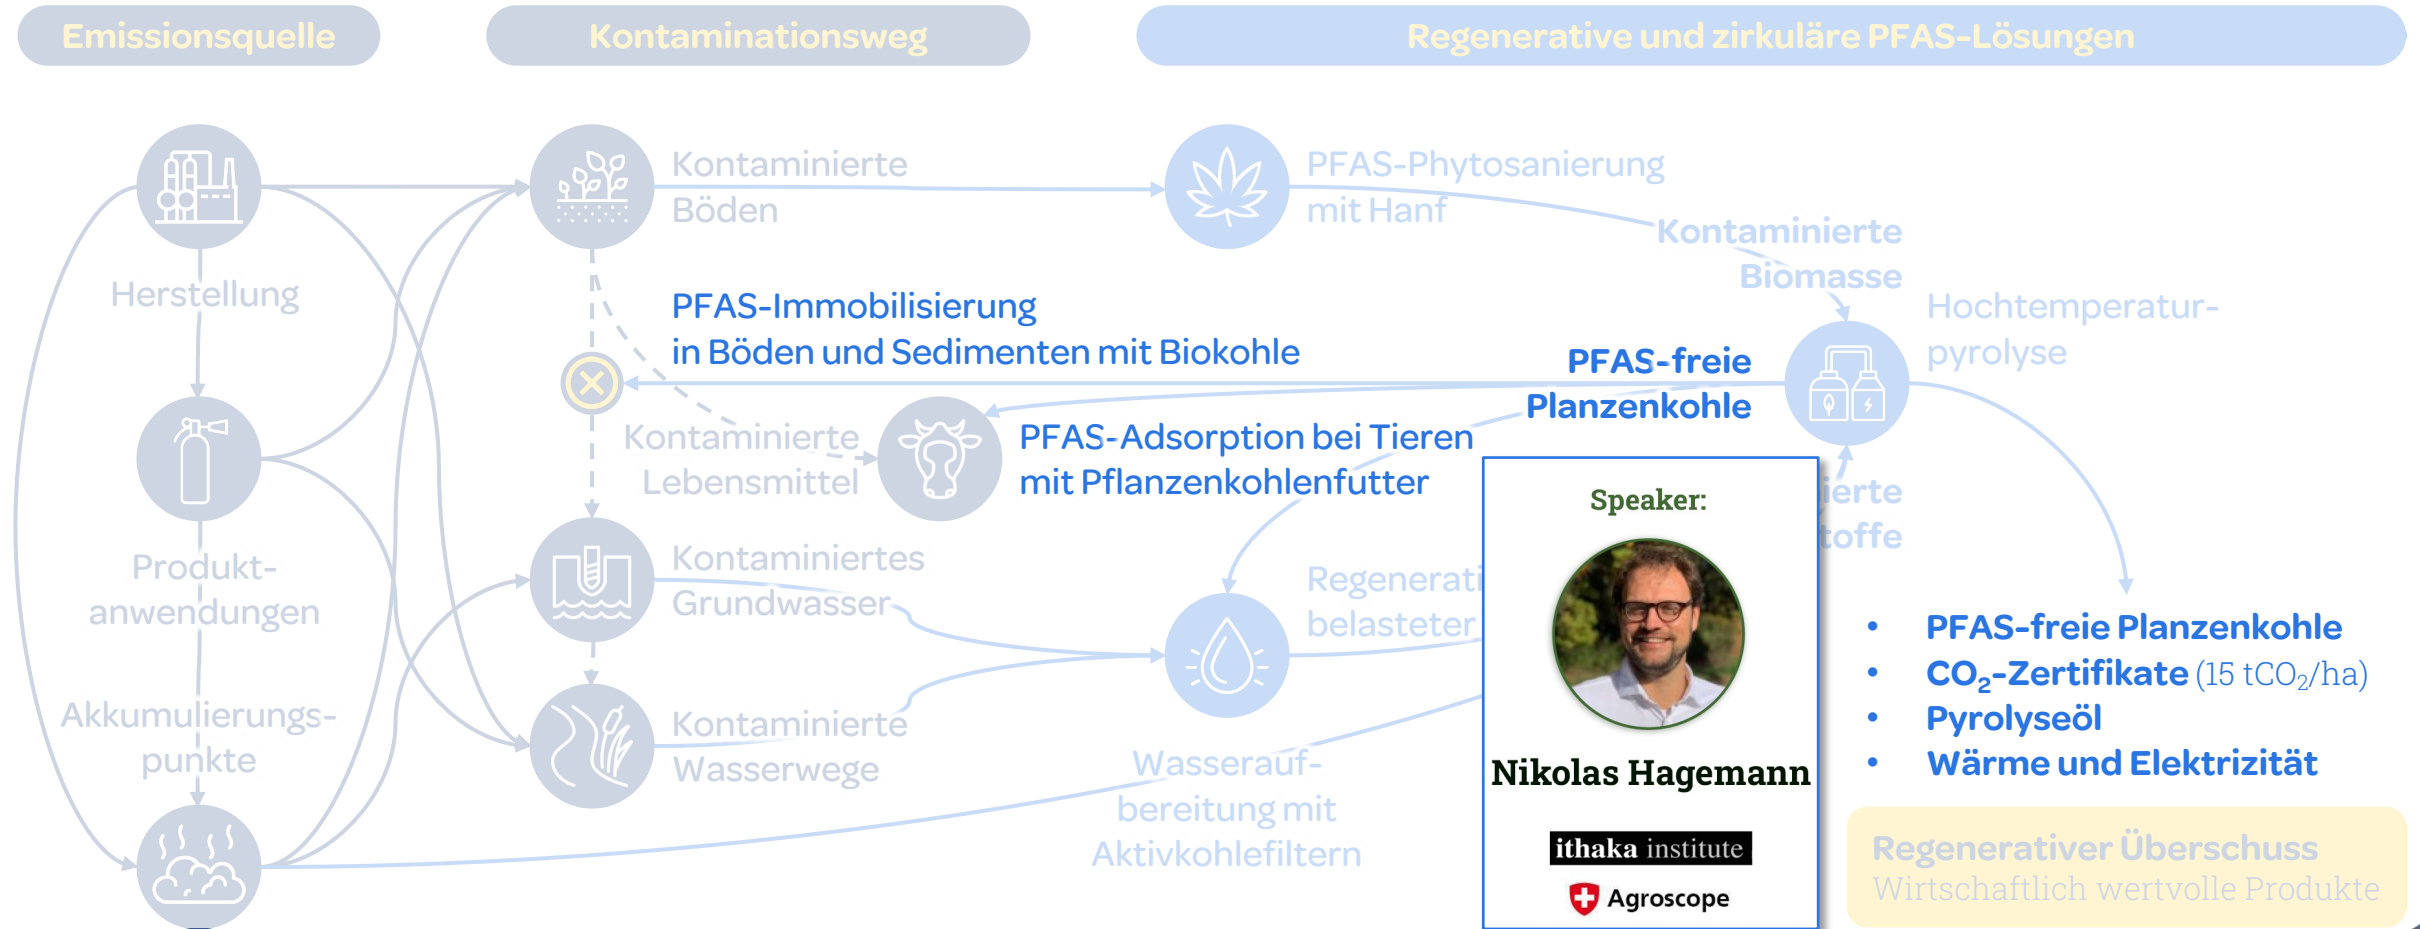 Emissionsquelle
Kontaminationsweg
Regenerative und zirkuläre PFAS-Lösungen
Kontaminierte
Böden
PFAS-Phytosanierung
mit Hanf
Kontaminierte
Biomasse
Herstellung
PFAS-Immobilisierung
in Böden und Sedimenten mit Biokohle
Hochtemperatur-
pyrolyse
PFAS-freie
Planzenkohle
Kontaminierte
Lebensmittel
PFAS-Adsorption bei Tieren
mit Pflanzenkohlenfutter
ierte
toffe
Produkt-
anwendungen
Kontaminiertes
Grundwasser
Regenerati
belasteter
Akkumulierungs-
punkte
Kontaminierte
Wasserwege
Wasserauf-
bereitung mit
Aktivkohlefiltern
Speaker:
Nikolas Hagemann
ithaka institute
Agroscope
• PFAS-freie Planzenkohle
• CO₂-Zertifikate (15 tCO₂/ha)
• Pyrolyseöl
• Wärme und Elektrizität
Regenerativer Überschuss
Wirtschaftlich wertvolle Produkte